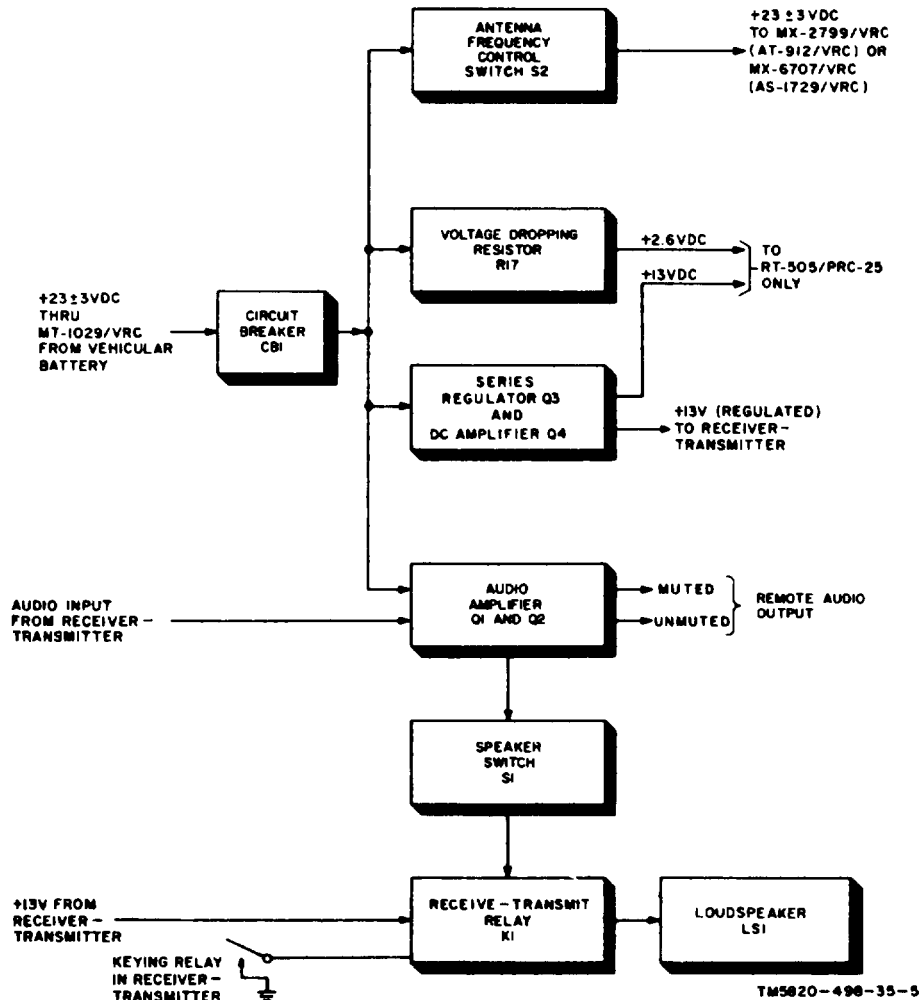 ANTENNA
FREQUENCY
CONTROL
SWITCH S2
+23 ±3VDC
TO MX-2799/VRC
(AT-912/VRC) OR
MX-6707/VRC
(AS-1729/VRC)
VOLTAGE DROPPING
RESISTOR
R17
+2.6VDC
+13VDC
TO
RT-505/PRC-25
ONLY
+23±3VDC
THRU
MT-1029/VRC
FROM VEHICULAR
BATTERY
CIRCUIT
BREAKER
CB1
SERIES
REGULATOR Q3
AND
DC AMPLIFIER Q4
+13V (REGULATED)
TO RECEIVER-
TRANSMITTER
AUDIO INPUT
FROM RECEIVER-
TRANSMITTER
AUDIO
AMPLIFIER
Q1 AND Q2
MUTED
UNMUTED
REMOTE AUDIO
OUTPUT
SPEAKER
SWITCH
S1
+13V FROM
RECEIVER-
TRANSMITTER
RECEIVE-TRANSMIT
RELAY
K1
LOUDSPEAKER
LS1
KEYING RELAY
IN RECEIVER-
TRANSMITTER
TM5820-498-35-5